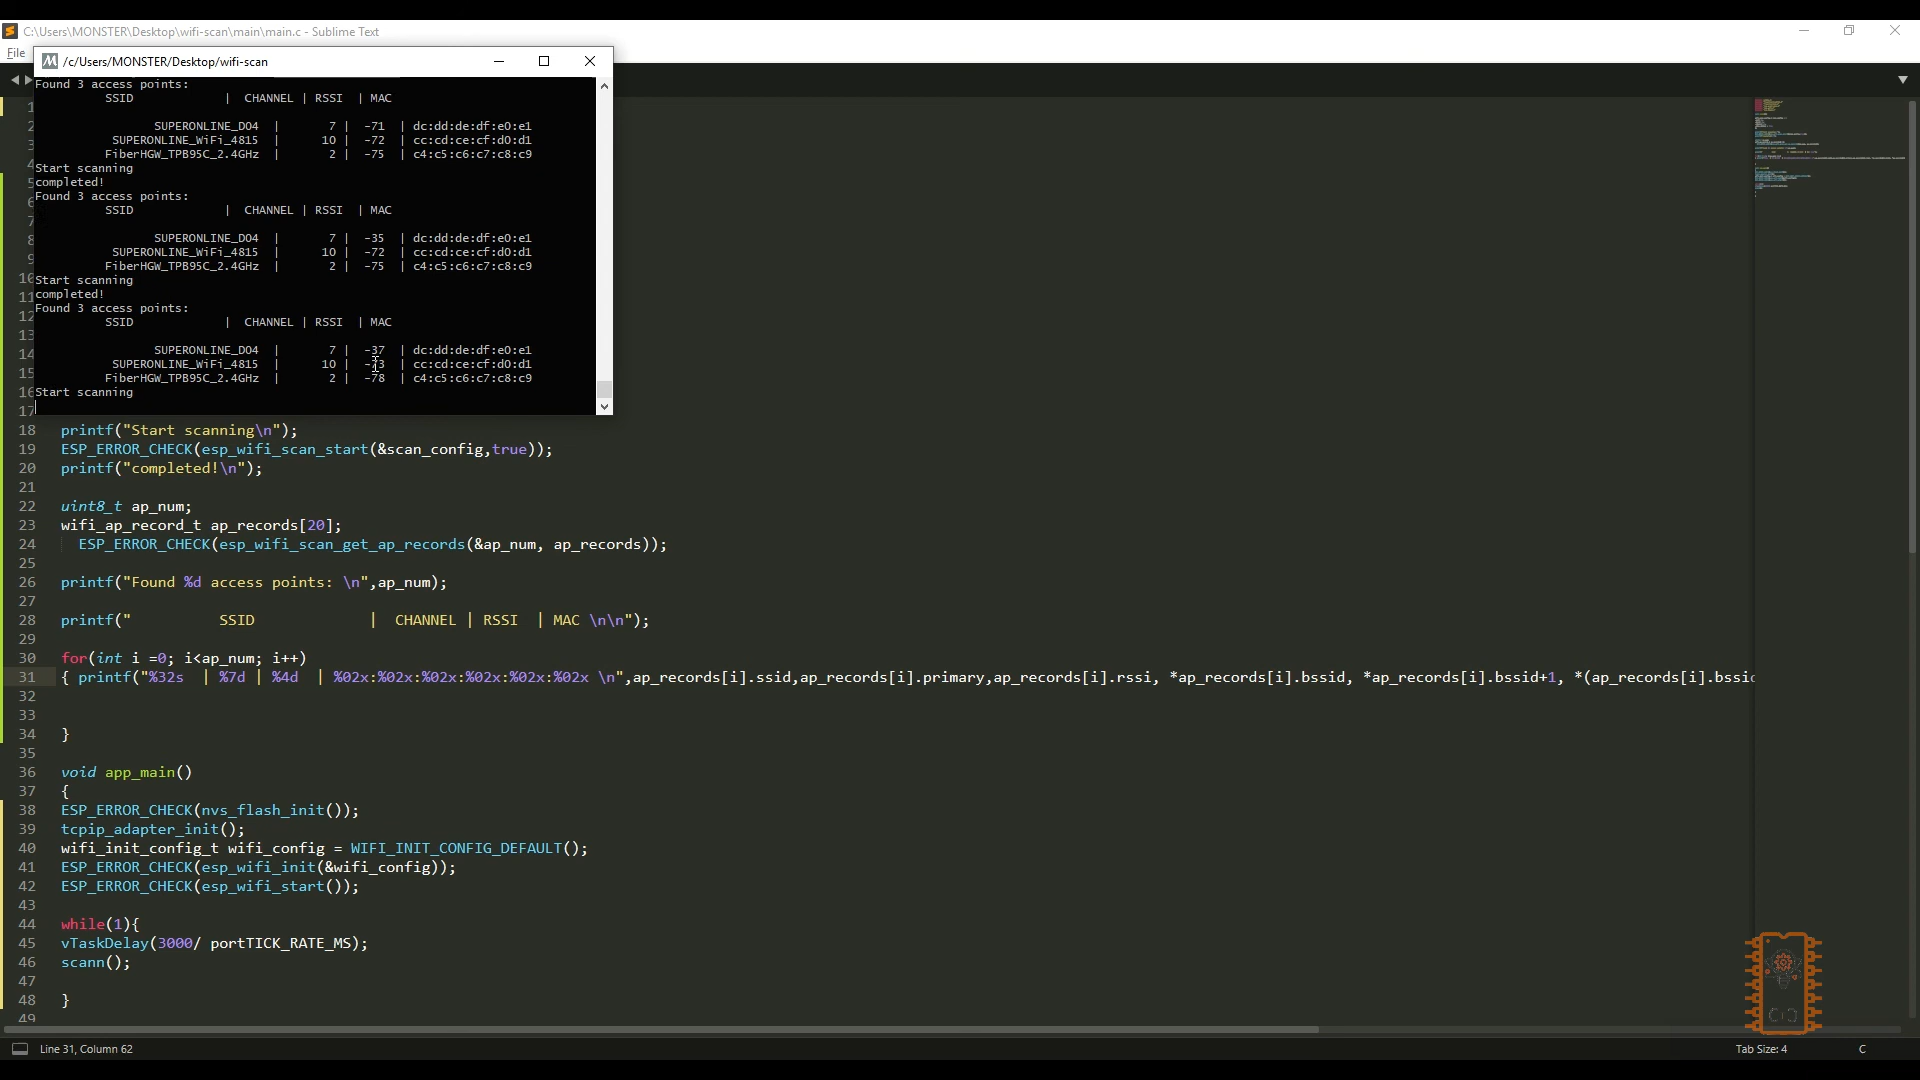 C:\Users\MONSTER\Desktop\wifi-scan\main\main.c - Sublime Text
File
/c/Users/MONSTER/Desktop/wifi-scan
Found 3 access points:
SSID | CHANNEL | RSSI | MAC
SUPERONLINE_D04 | 7 | -71 | dc:dd:de:df:e0:e1
SUPERONLINE_WiFi_4815 | 10 | -72 | cc:cd:ce:cf:d0:d1
FiberHGW_TPB95C_2.4GHz | 2 | -75 | c4:c5:c6:c7:c8:c9
Start scanning
completed!
Found 3 access points:
SSID | CHANNEL | RSSI | MAC
SUPERONLINE_D04 | 7 | -35 | dc:dd:de:df:e0:e1
SUPERONLINE_WiFi_4815 | 10 | -72 | cc:cd:ce:cf:d0:d1
FiberHGW_TPB95C_2.4GHz | 2 | -75 | c4:c5:c6:c7:c8:c9
Start scanning
completed!
Found 3 access points:
SSID | CHANNEL | RSSI | MAC
SUPERONLINE_D04 | 7 | -37 | dc:dd:de:df:e0:e1
SUPERONLINE_WiFi_4815 | 10 | -73 | cc:cd:ce:cf:d0:d1
FiberHGW_TPB95C_2.4GHz | 2 | -78 | c4:c5:c6:c7:c8:c9
Start scanning
18 printf("Start scanning\n");
19 ESP_ERROR_CHECK(esp_wifi_scan_start(&scan_config,true));
20 printf("completed!\n");
21
22 uint8_t ap_num;
23 wifi_ap_record_t ap_records[20];
24 ESP_ERROR_CHECK(esp_wifi_scan_get_ap_records(&ap_num, ap_records));
25
26 printf("Found %d access points: \n",ap_num);
27
28 printf(" SSID | CHANNEL | RSSI | MAC \n\n");
29
30 for(int i =0; i<ap_num; i++)
31 { printf("%32s | %7d | %4d | %02x:%02x:%02x:%02x:%02x:%02x \n",ap_records[i].ssid,ap_records[i].primary,ap_records[i].rssi, *ap_records[i].bssid, *ap_records[i].bssid+1, *(ap_records[i].bssid
32
33
34 }
35
36 void app_main()
37 {
38 ESP_ERROR_CHECK(nvs_flash_init());
39 tcpip_adapter_init();
40 wifi_init_config_t wifi_config = WIFI_INIT_CONFIG_DEFAULT();
41 ESP_ERROR_CHECK(esp_wifi_init(&wifi_config));
42 ESP_ERROR_CHECK(esp_wifi_start());
43
44 while(1){
45 vTaskDelay(3000/ portTICK_RATE_MS);
46 scann();
47
48 }
49
Line 31, Column 62
Tab Size: 4
C